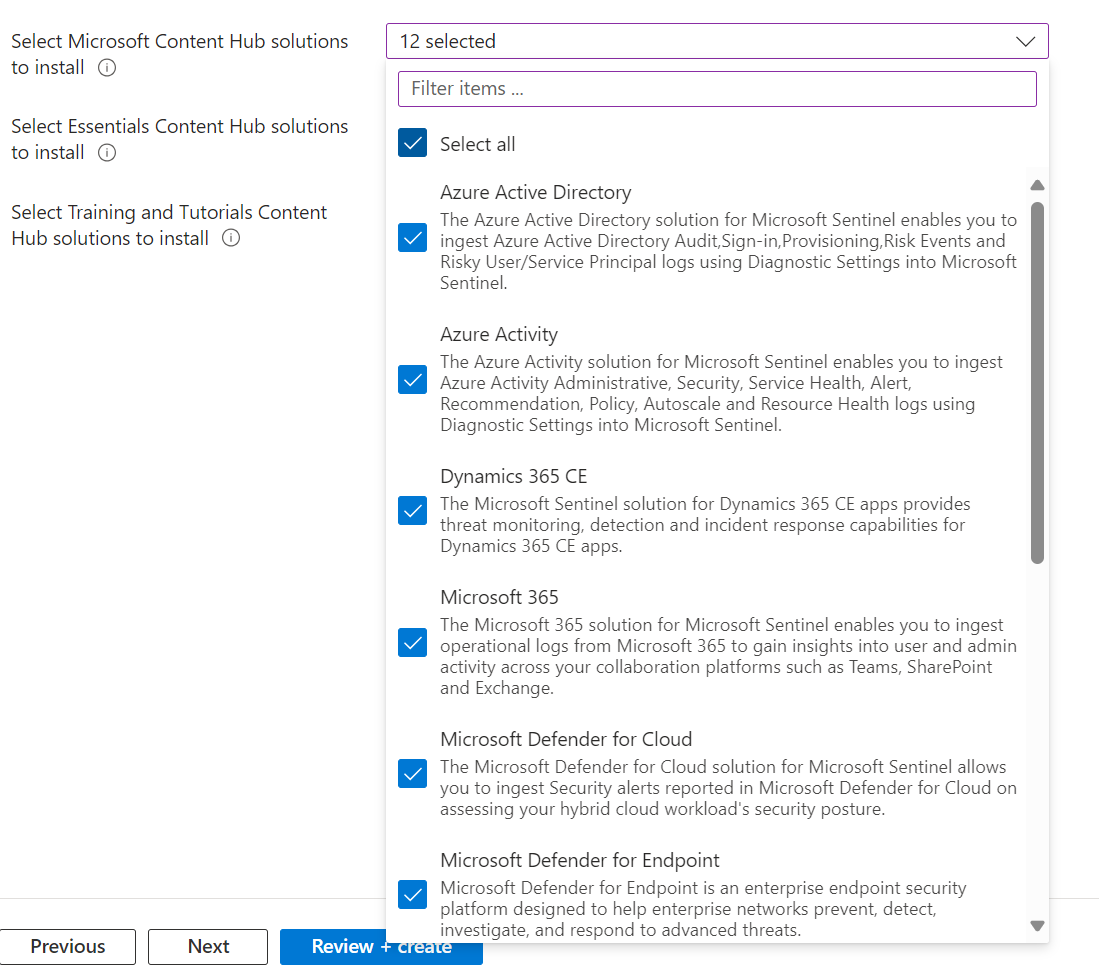 Select Microsoft Content Hub solutions
to install
12 selected
Filter items ...
Select Essentials Content Hub solutions
to install
Select all
Select Training and Tutorials Content
Hub solutions to install
Azure Active Directory
The Azure Active Directory solution for Microsoft Sentinel enables you to
ingest Azure Active Directory Audit,Sign-in,Provisioning,Risk Events and
Risky User/Service Principal logs using Diagnostic Settings into Microsoft
Sentinel.
Azure Activity
The Azure Activity solution for Microsoft Sentinel enables you to ingest
Azure Activity Administrative, Security, Service Health, Alert,
Recommendation, Policy, Autoscale and Resource Health logs using
Diagnostic Settings into Microsoft Sentinel.
Dynamics 365 CE
The Microsoft Sentinel solution for Dynamics 365 CE apps provides
threat monitoring, detection and incident response capabilities for
Dynamics 365 CE apps.
Microsoft 365
The Microsoft 365 solution for Microsoft Sentinel enables you to ingest
operational logs from Microsoft 365 to gain insights into user and admin
activity across your collaboration platforms such as Teams, SharePoint
and Exchange.
Microsoft Defender for Cloud
The Microsoft Defender for Cloud solution for Microsoft Sentinel allows
you to ingest Security alerts reported in Microsoft Defender for Cloud on
assessing your hybrid cloud workload's security posture.
Microsoft Defender for Endpoint
Microsoft Defender for Endpoint is an enterprise endpoint security
platform designed to help enterprise networks prevent, detect,
investigate, and respond to advanced threats.
Previous
Next
Review + create